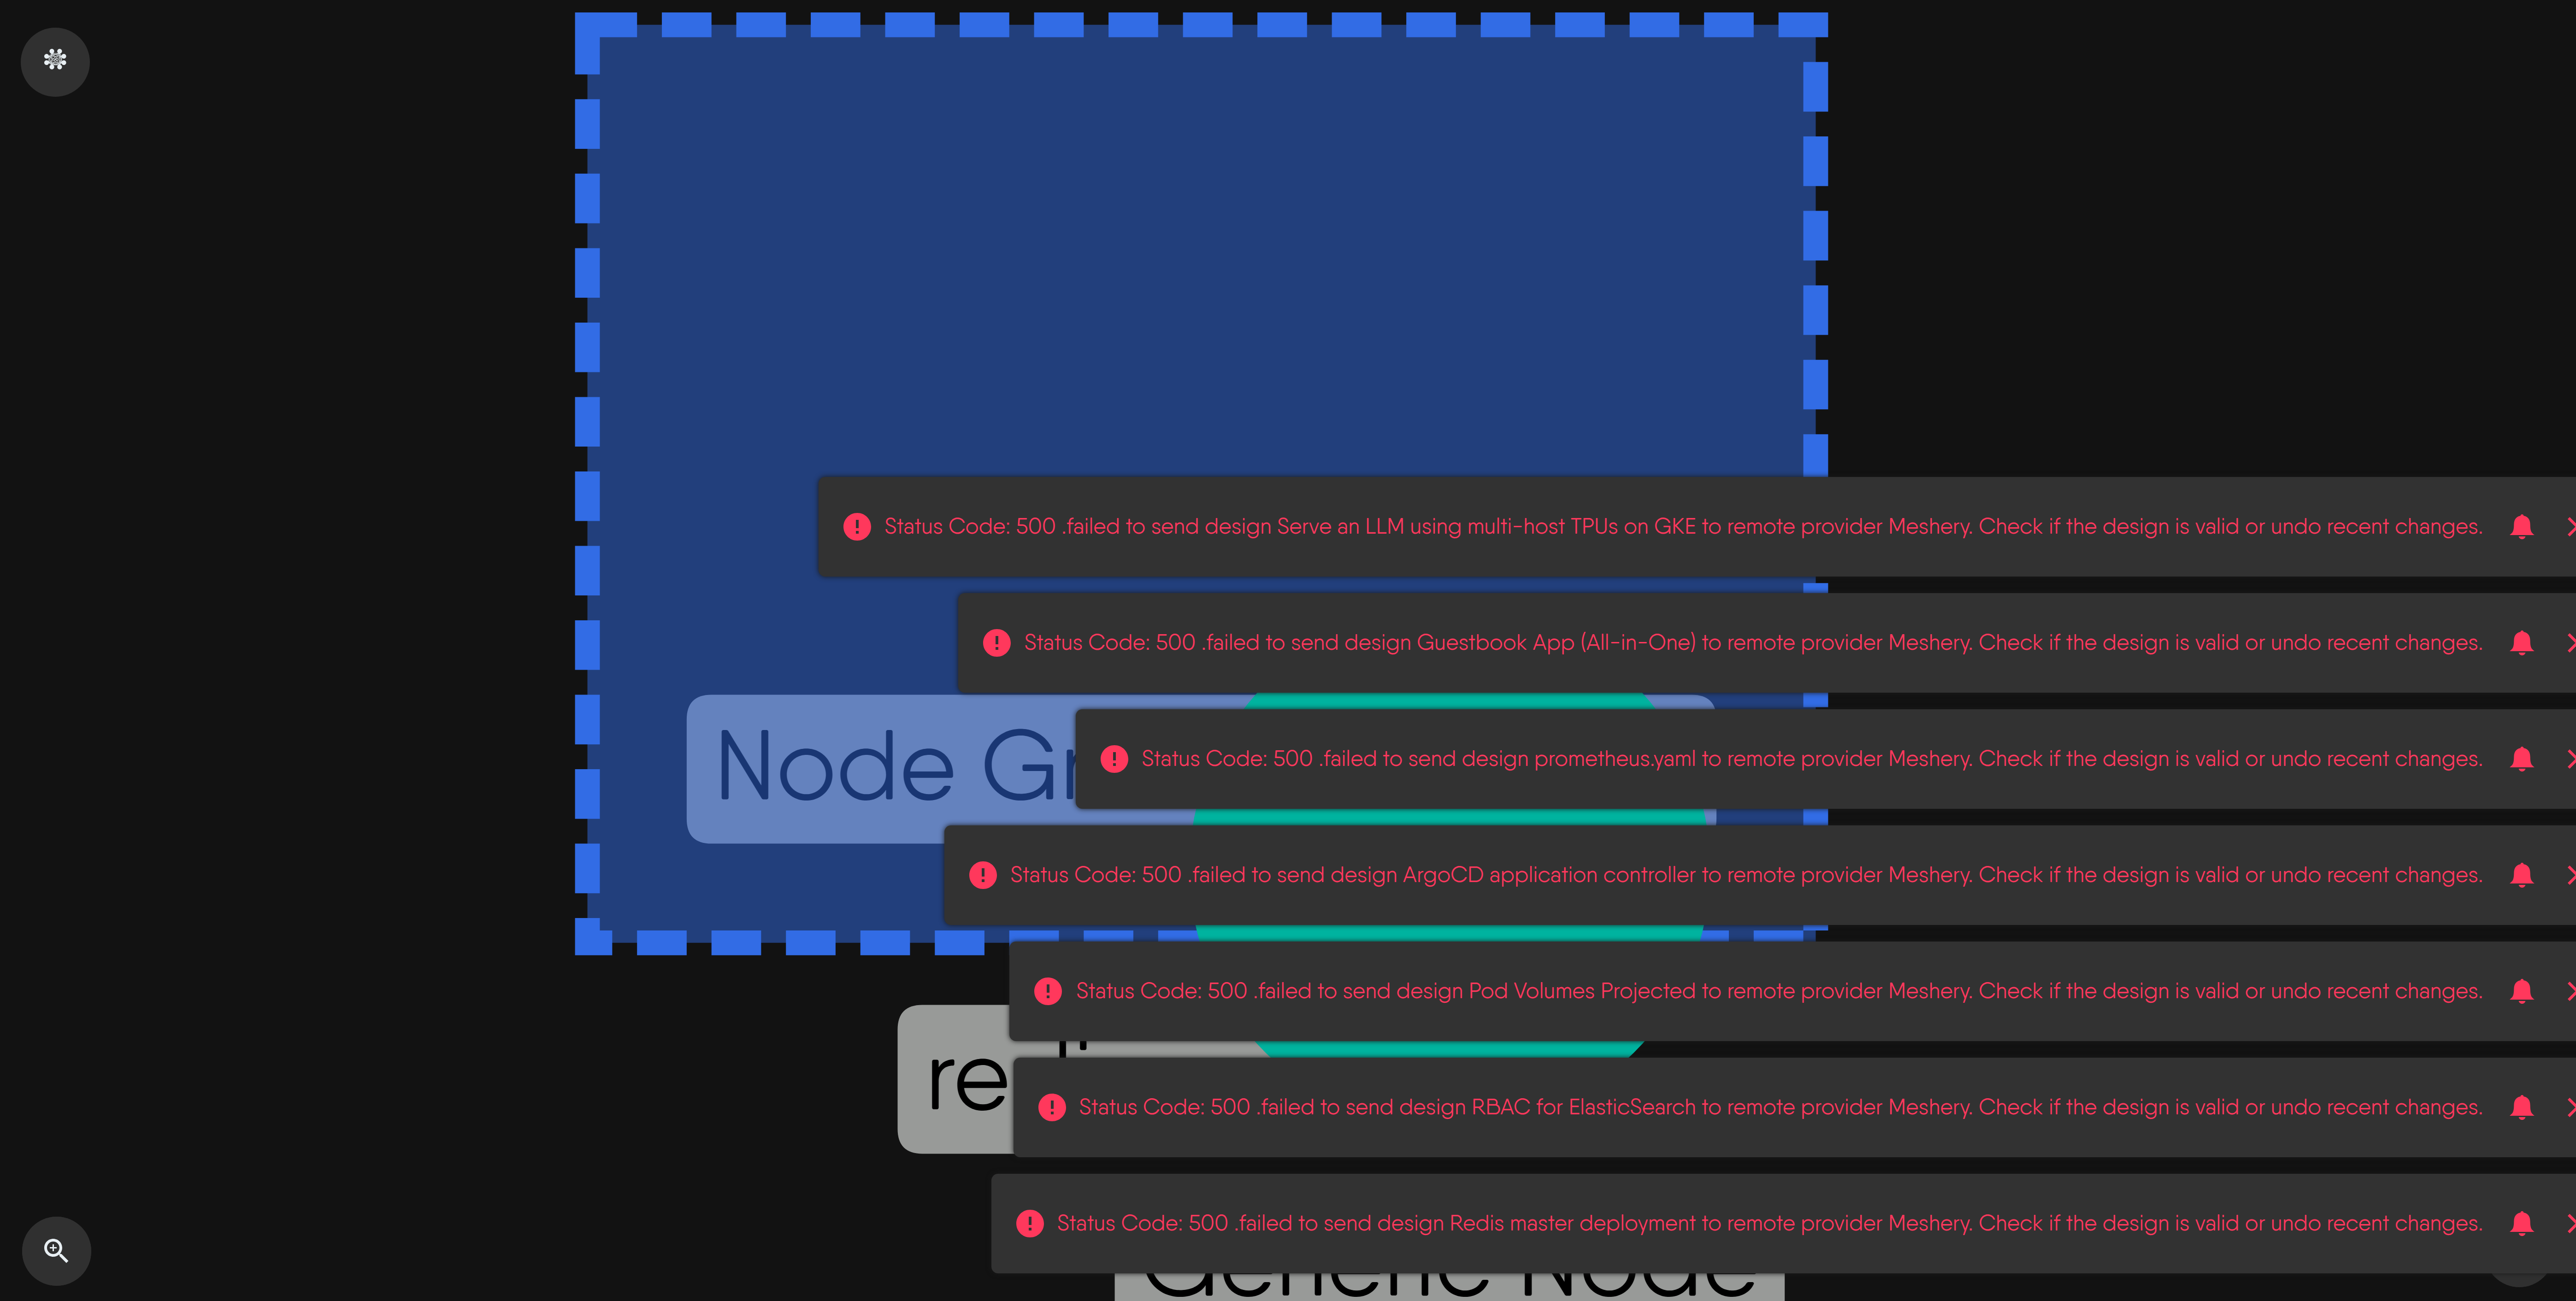 Status Code: 500 .failed to send design Serve an LLM using multi-host TPUs on GKE to remote provider Meshery. Check if the design is valid or undo recent changes.
Status Code: 500 .failed to send design Guestbook App (All-in-One) to remote provider Meshery. Check if the design is valid or undo recent changes.
Node
Status Code: 500 .failed to send design prometheus.yaml to remote provider Meshery. Check if the design is valid or undo recent changes.
Status Code: 500 .failed to send design ArgoCD application controller to remote provider Meshery. Check if the design is valid or undo recent changes.
Status Code: 500 .failed to send design Pod Volumes Projected to remote provider Meshery. Check if the design is valid or undo recent changes.
Status Code: 500 .failed to send design RBAC for ElasticSearch to remote provider Meshery. Check if the design is valid or undo recent changes.
Status Code: 500 .failed to send design Redis master deployment to remote provider Meshery. Check if the design is valid or undo recent changes.
Generic Node